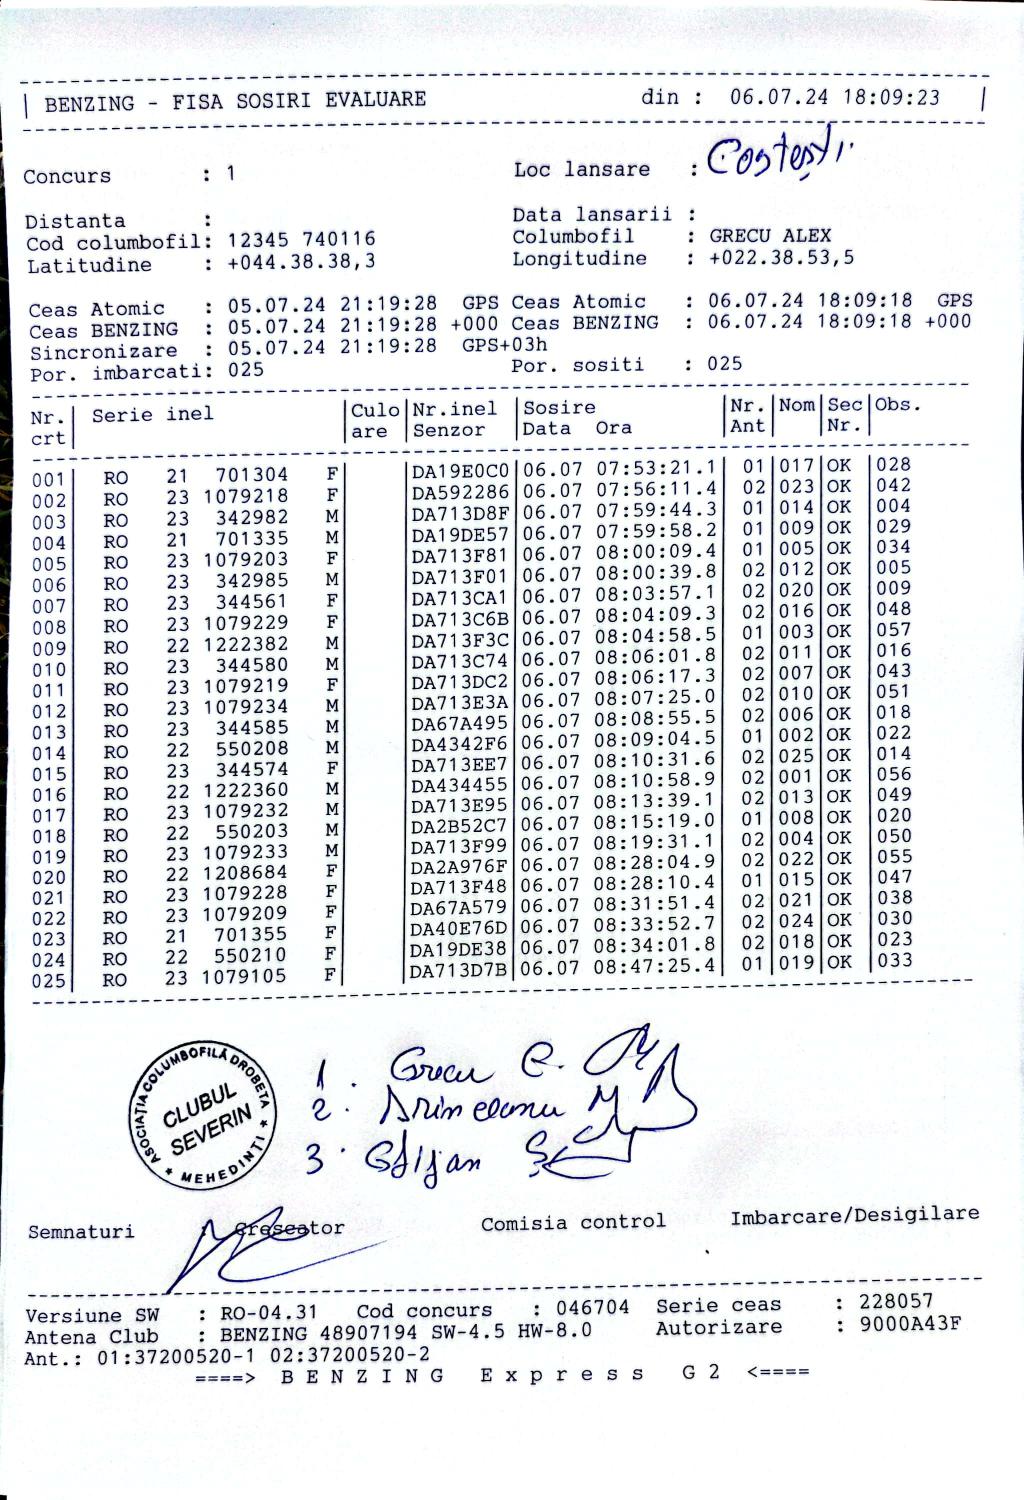 BENZING - FISA SOSIRI EVALUARE din : 06.07.24 18:09:23
Concurs : 1 Loc lansare : Costești
Distanta : Data lansarii :
Cod columbofil: 12345 740116 Columbofil : GRECU ALEX
Latitudine : +044.38.38,3 Longitudine : +022.38.53,5
Ceas Atomic : 05.07.24 21:19:28 GPS Ceas Atomic : 06.07.24 18:09:18 GPS
Ceas BENZING : 05.07.24 21:19:28 +000 Ceas BENZING : 06.07.24 18:09:18 +000
Sincronizare : 05.07.24 21:19:28 GPS+03h
Por. imbarcati: 025 Por. sositi : 025
Nr. crt | Serie inel | Culo are | Nr.inel Senzor | Sosire Data Ora | Nr. Ant | Nom | Sec Nr. | Obs.
001 RO 21 701304 F DA19E0C0 06.07 07:53:21.1 01 017 OK 028
002 RO 23 1079218 F DA592286 06.07 07:56:11.4 02 023 OK 042
003 RO 23 342982 M DA713D8F 06.07 07:59:44.3 01 014 OK 004
004 RO 21 701335 M DA19DE57 06.07 07:59:58.2 01 009 OK 029
005 RO 23 1079203 F DA713F81 06.07 08:00:09.4 01 005 OK 034
006 RO 23 342985 M DA713F01 06.07 08:00:39.8 02 012 OK 005
007 RO 23 344561 F DA713CA1 06.07 08:03:57.1 02 020 OK 009
008 RO 23 1079229 F DA713C6B 06.07 08:04:09.3 02 016 OK 048
009 RO 22 1222382 M DA713F3C 06.07 08:04:58.5 01 003 OK 057
010 RO 23 344580 M DA713C74 06.07 08:06:01.8 02 011 OK 016
011 RO 23 1079219 F DA713DC2 06.07 08:06:17.3 02 007 OK 043
012 RO 23 1079234 M DA713E3A 06.07 08:07:25.0 02 010 OK 051
013 RO 23 344585 M DA67A495 06.07 08:08:55.5 02 006 OK 018
014 RO 22 550208 M DA4342F6 06.07 08:09:04.5 01 002 OK 022
015 RO 23 344574 F DA713EE7 06.07 08:10:31.6 02 025 OK 014
016 RO 22 1222360 M DA434455 06.07 08:10:58.9 02 001 OK 056
017 RO 23 1079232 M DA713E95 06.07 08:13:39.1 02 013 OK 049
018 RO 22 550203 M DA2B52C7 06.07 08:15:19.0 01 008 OK 020
019 RO 23 1079233 M DA713F99 06.07 08:19:31.1 02 004 OK 050
020 RO 22 1208684 F DA2A976F 06.07 08:28:04.9 02 022 OK 055
021 RO 23 1079228 F DA713F48 06.07 08:28:10.4 01 015 OK 047
022 RO 23 1079209 F DA67A579 06.07 08:31:51.4 02 021 OK 038
023 RO 21 701355 F DA40E76D 06.07 08:33:52.7 02 024 OK 030
024 RO 22 550210 F DA19DE38 06.07 08:34:01.8 02 018 OK 023
025 RO 23 1079105 F DA713D7B 06.07 08:47:25.4 01 019 OK 033
ASOCIAȚIA COLUMBOFILĂ DROBETA * MEHEDINTI *
CLUBUL
SEVERIN
1. Grecu C.
2.
3.
Semnaturi : Crescator Comisia control Imbarcare/Desigilare
Versiune SW : RO-04.31 Cod concurs : 046704 Serie ceas : 228057
Antena Club : BENZING 48907194 SW-4.5 HW-8.0 Autorizare : 9000A43F
Ant.: 01:37200520-1 02:37200520-2
====> B E N Z I N G E x p r e s s G 2 <====